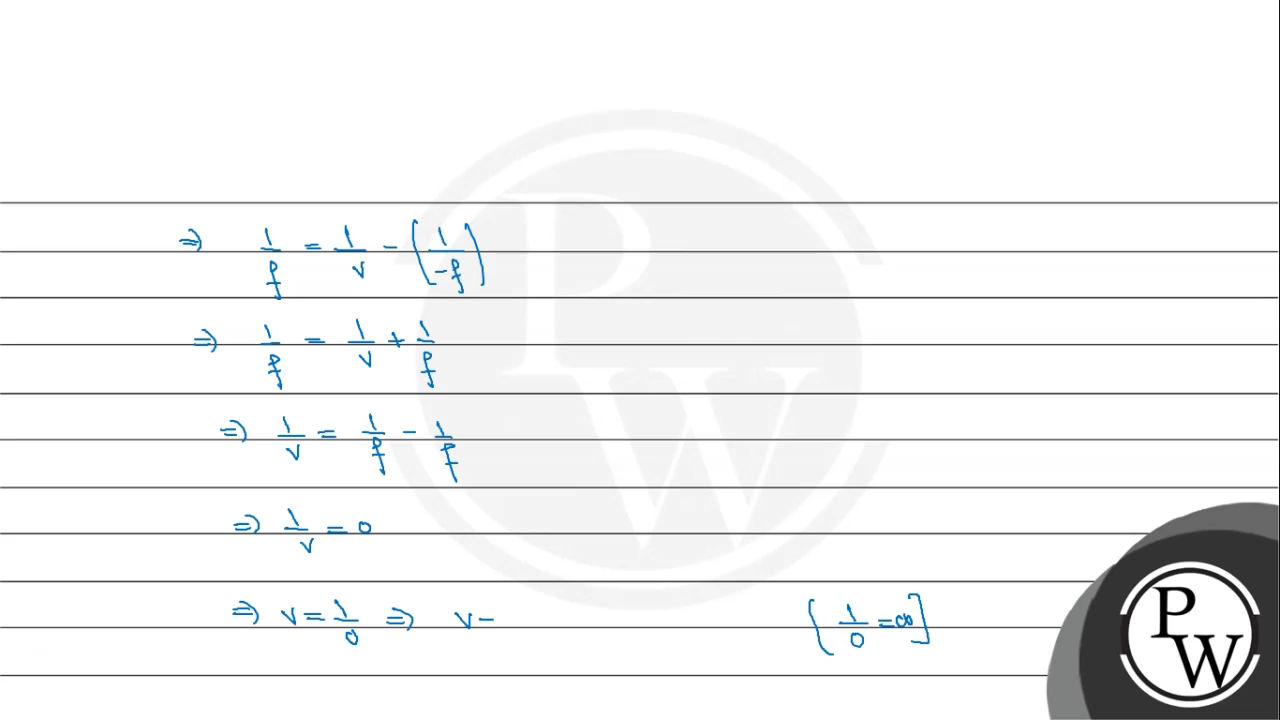 ⇒ 1/f = 1/v - (1/-f)
⇒ 1/f = 1/v + 1/f
⇒ 1/v = 1/f - 1/f
⇒ 1/v = 0
⇒ v = 1/0 ⇒ v - [1/0 = ∞]
P
W
P
W